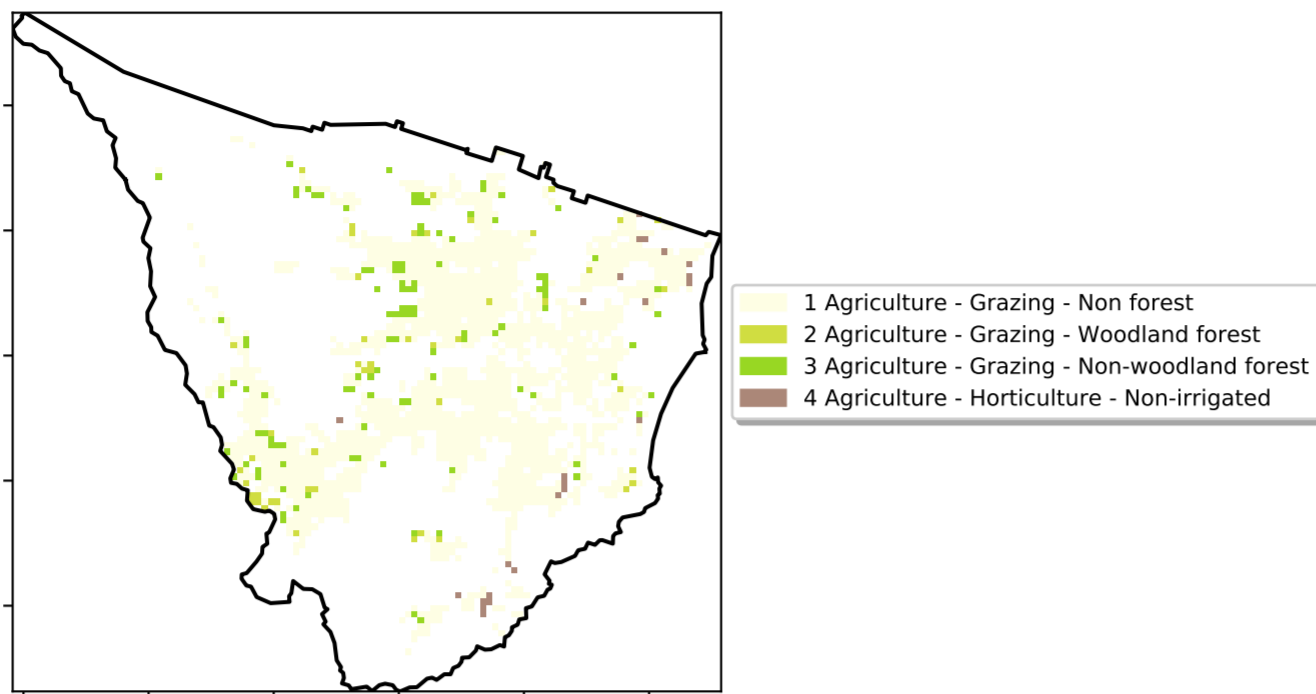 1 Agriculture - Grazing - Non forest
2 Agriculture - Grazing - Woodland forest
3 Agriculture - Grazing - Non-woodland forest
4 Agriculture - Horticulture - Non-irrigated